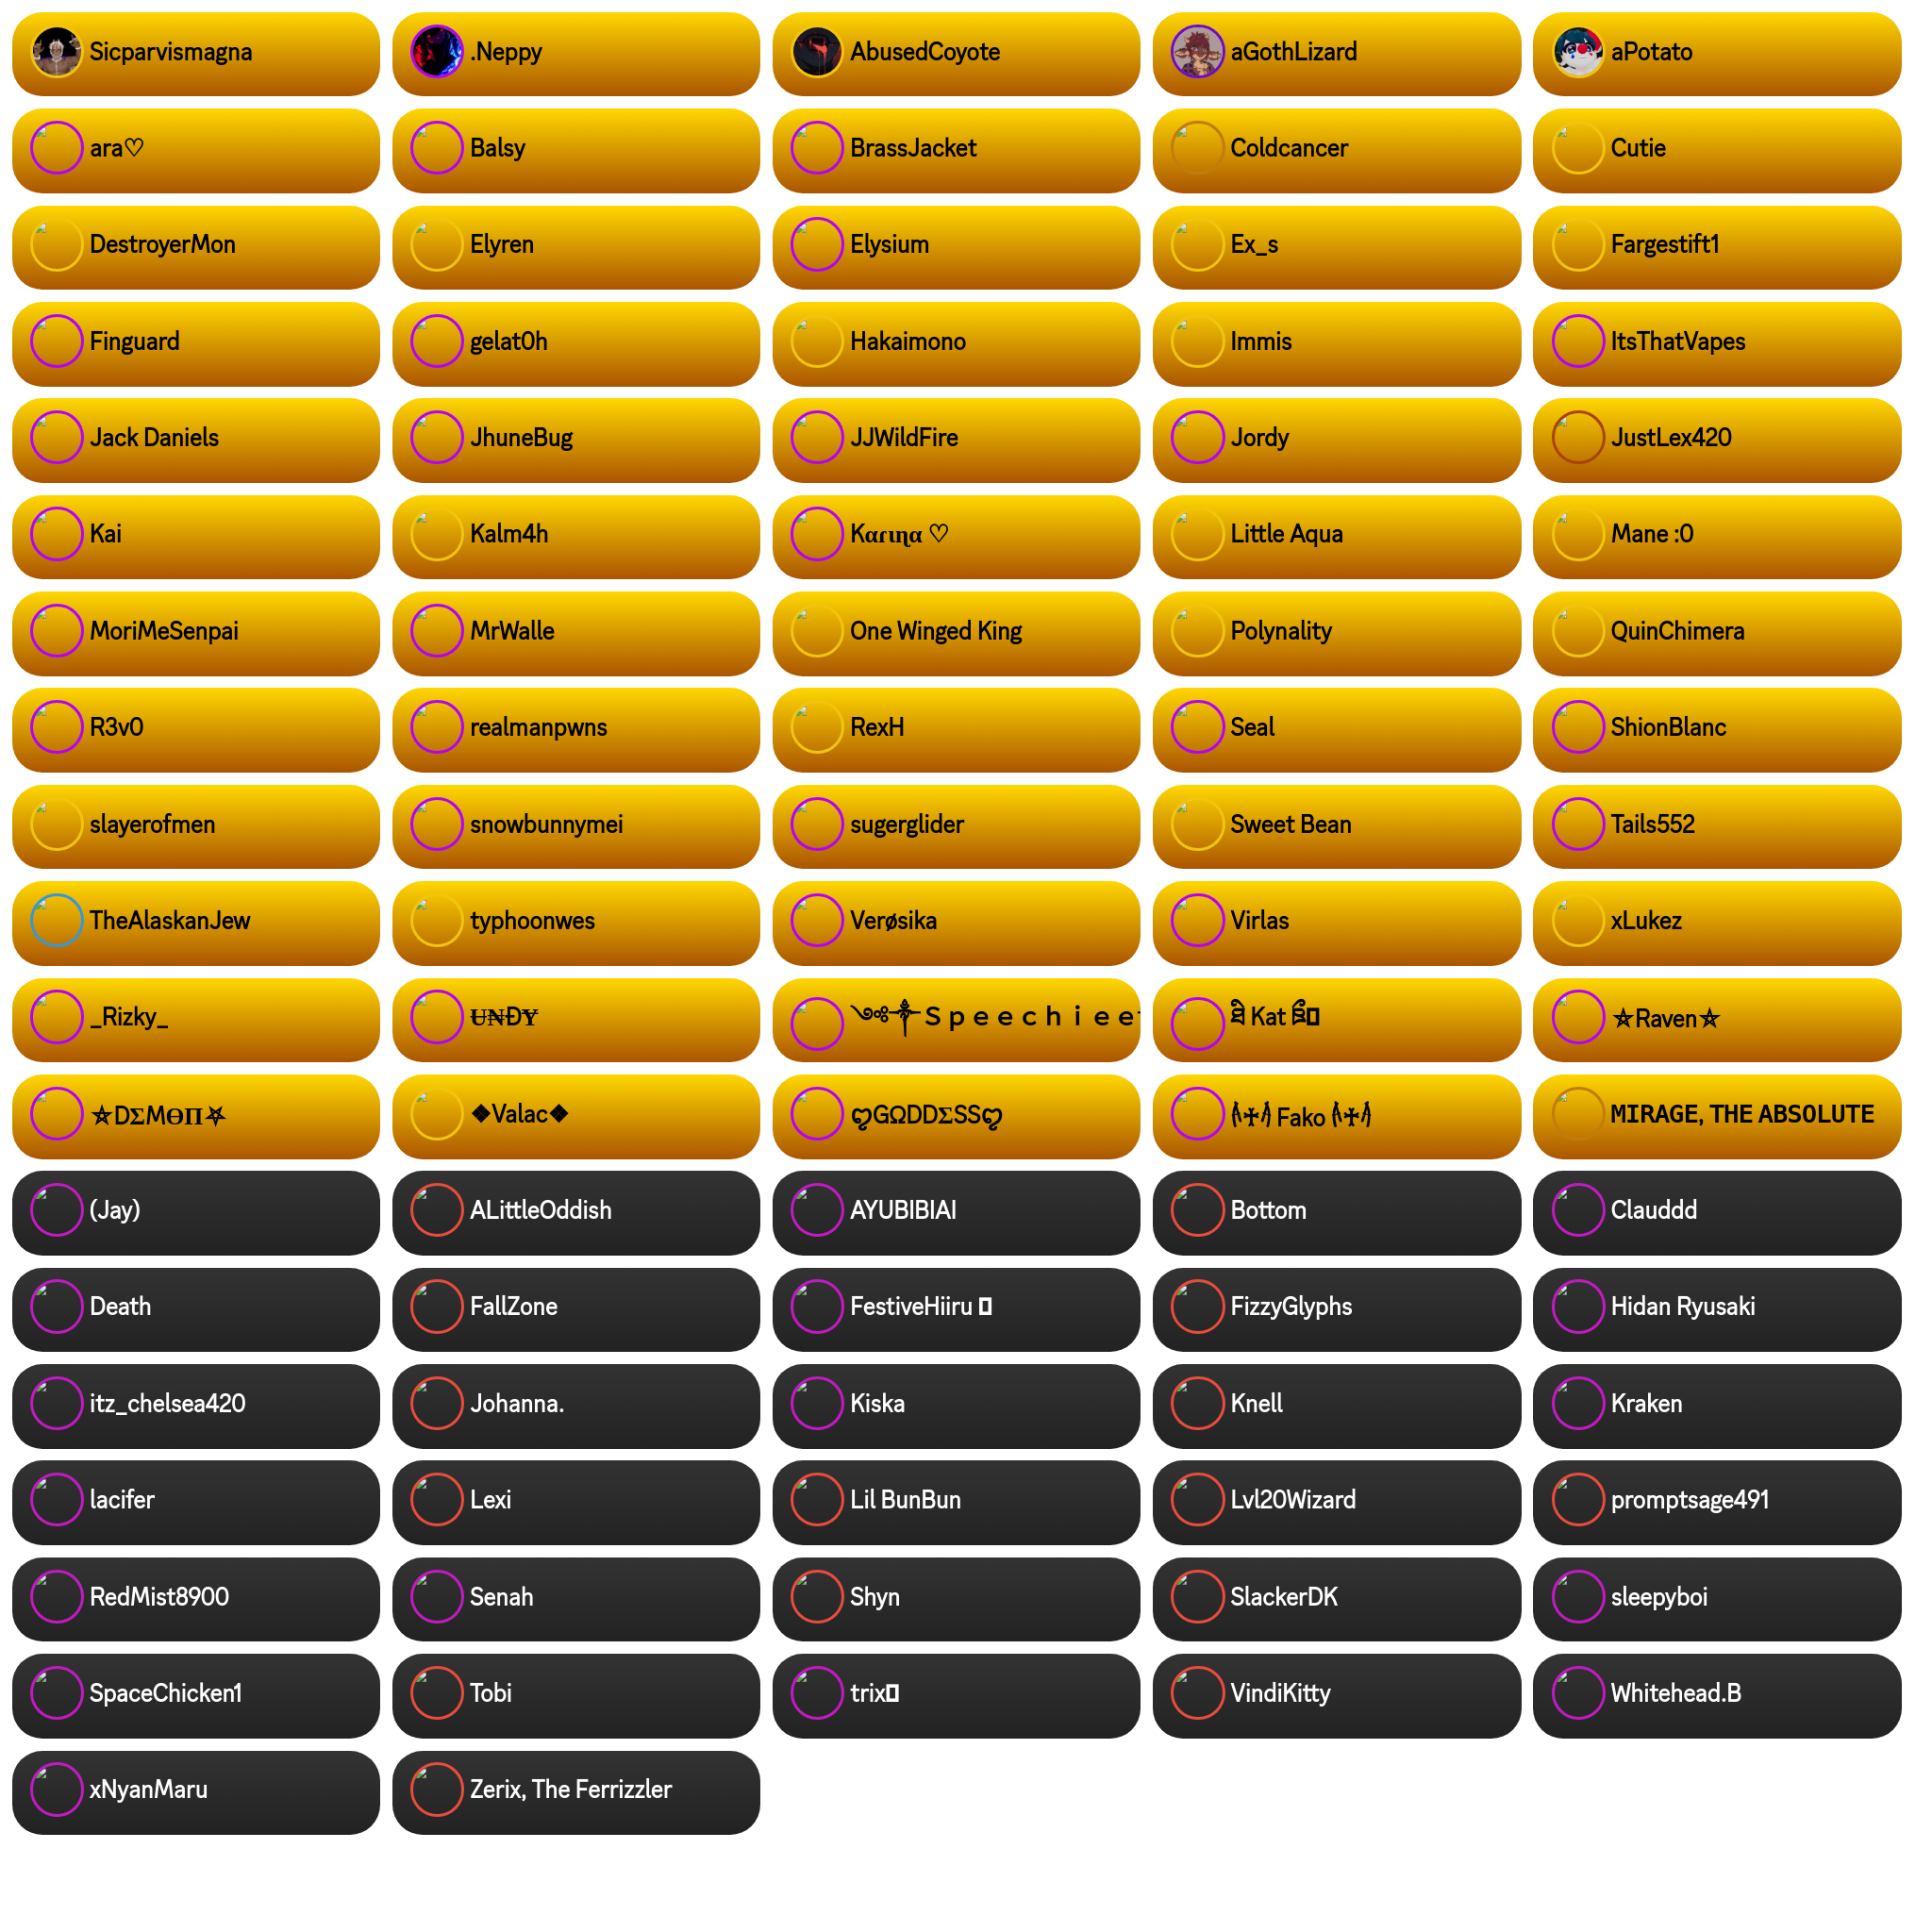 Sicparvismagna
.Neppy
AbusedCoyote
aGothLizard
aPotato
ara♡
Balsy
BrassJacket
Coldcancer
Cutie
DestroyerMon
Elyren
Elysium
Ex_s
Fargestift1
Finguard
gelat0h
Hakaimono
Immis
ItsThatVapes
Jack Daniels
JhuneBug
JJWildFire
Jordy
JustLex420
Kai
Kalm4h
Kαɾιɳα ♡
Little Aqua
Mane :0
MoriMeSenpai
MrWalle
One Winged King
Polynality
QuinChimera
R3v0
realmanpwns
RexH
Seal
ShionBlanc
slayerofmen
snowbunnymei
sugerglider
Sweet Bean
Tails552
TheAlaskanJew
typhoonwes
Verøsika
Virlas
xLukez
_Rizky_
Ʉ₦ĐɎ
༺༒Ｓｐｅｅｃｈｉｅｅ
Kat
⛤Raven⛤
⛤DΣMӨП⛧
❖Valac❖
ღGΩDDΣSSღ
Fako
MIRAGE, THE ABSOLUTE
(Jay)
ALittleOddish
AYUBIBIAI
Bottom
Clauddd
Death
FallZone
FestiveHiiru
FizzyGlyphs
Hidan Ryusaki
itz_chelsea420
Johanna.
Kiska
Knell
Kraken
lacifer
Lexi
Lil BunBun
Lvl20Wizard
promptsage491
RedMist8900
Senah
Shyn
SlackerDK
sleepyboi
SpaceChicken1
Tobi
trix
VindiKitty
Whitehead.B
xNyanMaru
Zerix, The Ferrizzler